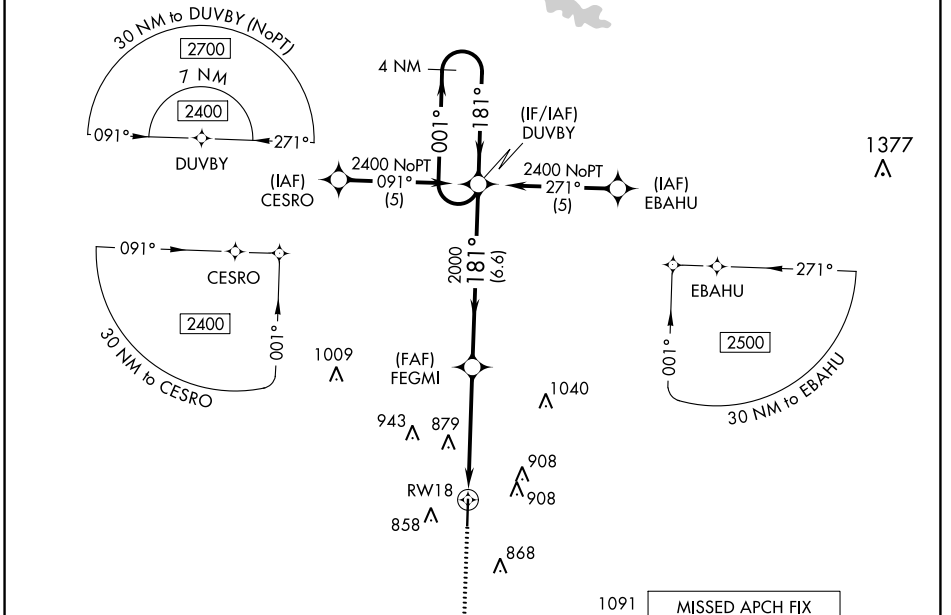 30 NM to DUVBY (NoPT)
2700
7 NM
2400
091°
271°
DUVBY
4 NM
001°
181°
(IF/IAF)
DUVBY
1377
(IAF)
CESRO
2400 NoPT
091°
(5)
2400 NoPT
271°
(5)
(IAF)
EBAHU
2000
181°
(6.6)
091°
CESRO
2400
001°
30 NM to CESRO
271°
EBAHU
2500
001°
30 NM to EBAHU
1009
(FAF)
FEGMI
1040
943
879
908
908
RW18
858
868
1091
MISSED APCH FIX